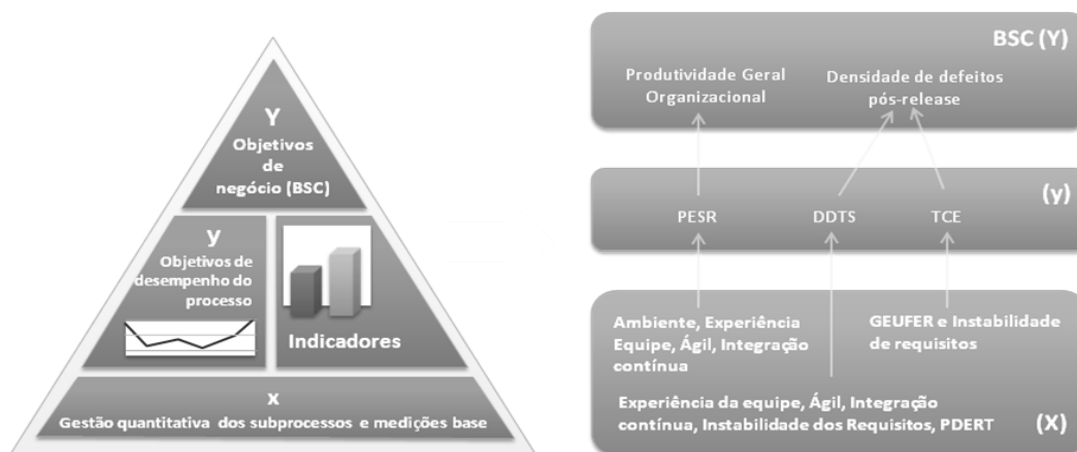 Y
Objetivos
de
negócio (BSC)
y
Objetivos de
desempenho do
processo
Indicadores
x
Gestão quantitativa dos subprocessos e medições base
BSC (Y)
Produtividade Geral
Organizacional
Densidade de defeitos
pós-release
(y)
PESR
DDTS
TCE
Ambiente, Experiência
Equipe, Ágil, Integração
contínua
GEUFER e Instabilidade
de requisitos
Experiência da equipe, Ágil, Integração
contínua, Instabilidade dos Requisitos, PDERT
(X)